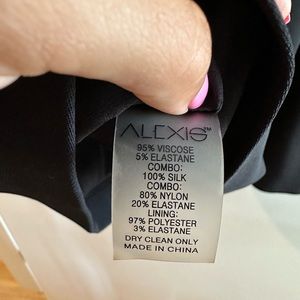 ALEXIS™
95% VISCOSE
5% ELASTANE
COMBO:
100% SILK
COMBO:
80% NYLON
20% ELASTANE
LINING:
97% POLYESTER
3% ELASTANE
DRY CLEAN ONLY
MADE IN CHINA